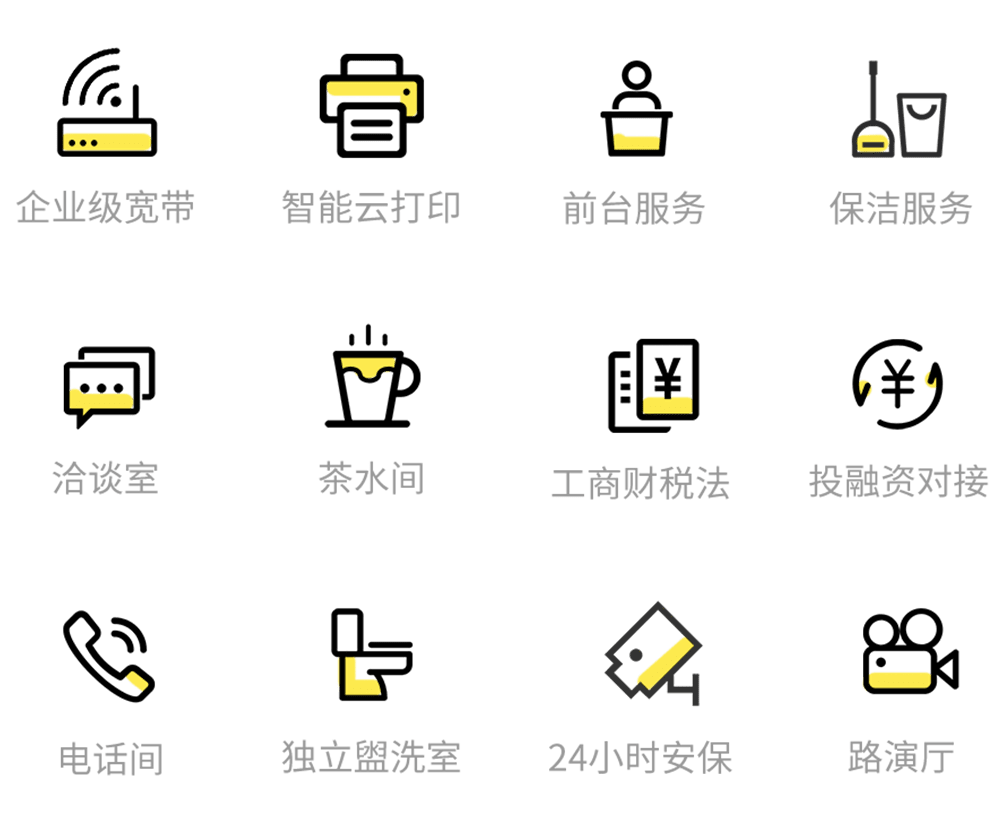 企业级宽带
智能云打印
前台服务
保洁服务
洽谈室
茶水间
工商财税法
投融资对接
电话间
独立盥洗室
24小时安保
路演厅